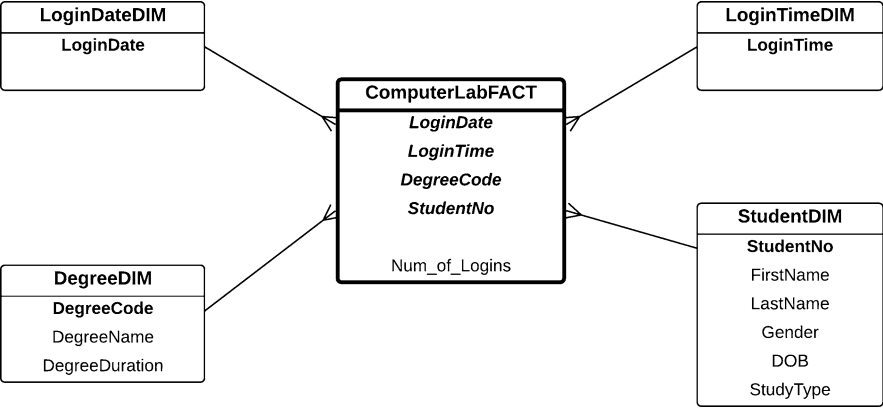 LoginDateDIM
LoginDate
LoginTimeDIM
LoginTime
ComputerLabFACT
LoginDate
LoginTime
DegreeCode
StudentNo
Num_of_Logins
DegreeDIM
DegreeCode
DegreeName
DegreeDuration
StudentDIM
StudentNo
FirstName
LastName
Gender
DOB
StudyType